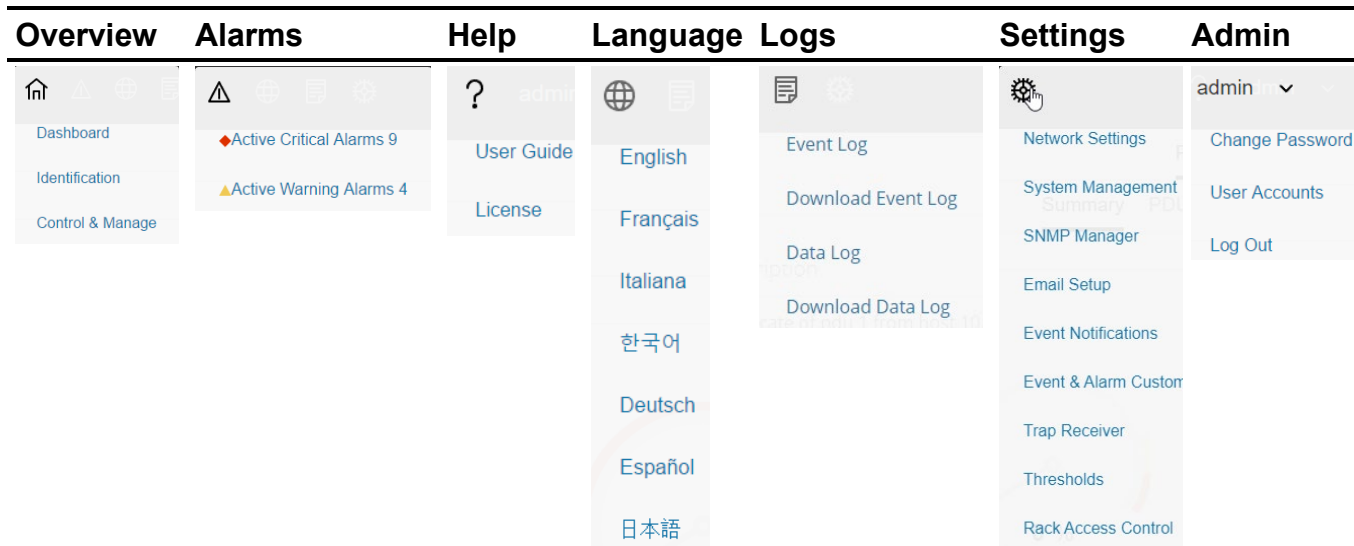 Overview Alarms Help Language Logs Settings Admin
Dashboard
Identification
Control & Manage
Active Critical Alarms 9
Active Warning Alarms 4
?
User Guide
License
English
Français
Italiana
한국어
Deutsch
Español
日本語
Event Log
Download Event Log
Data Log
Download Data Log
Network Settings
System Management
Summary PDU
SNMP Manager
Email Setup
Event Notifications
Event & Alarm Custom
Trap Receiver
Thresholds
Rack Access Control
admin
Change Password
User Accounts
Log Out